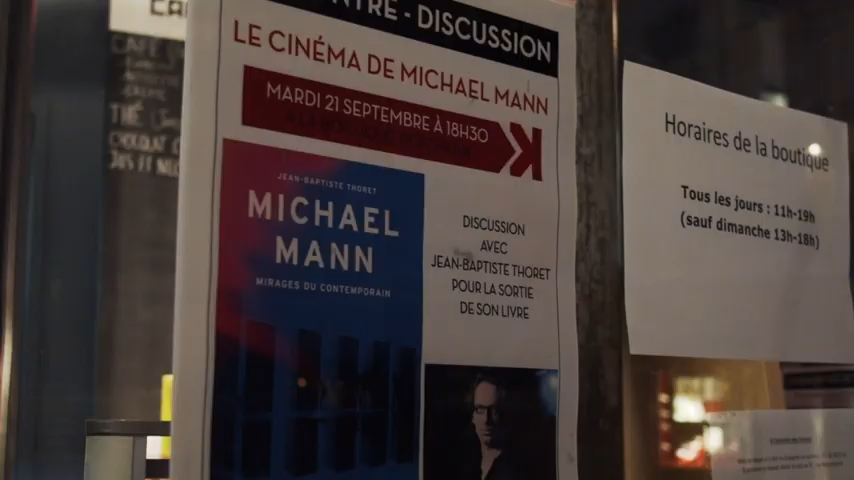 NTRE - DISCUSSION
LE CINÉMA DE MICHAEL MANN
MARDI 21 SEPTEMBRE À 18H30
JEAN-BAPTISTE THORET
MICHAEL
MANN
MIRAGES DU CONTEMPORAIN
DISCUSSION
AVEC
JEAN-BAPTISTE THORET
POUR LA SORTIE
DE SON LIVRE
Horaires de la boutique
Tous les jours : 11h-19h
(sauf dimanche 13h-18h)
CAFÉ
THÉ
CHOCOLAT